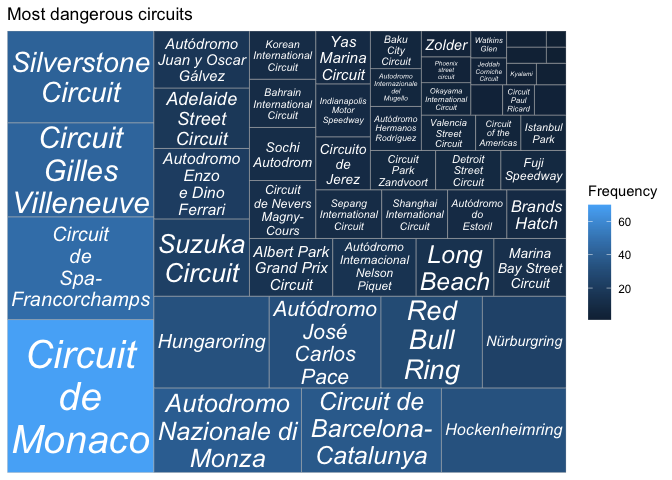 Most dangerous circuits
Silverstone
Circuit
Circuit
Gilles
Villeneuve
Circuit
de
Spa-
Francorchamps
Circuit
de
Monaco
Autódromo
Juan y Oscar
Gálvez
Adelaide
Street
Circuit
Autodromo
Enzo
e Dino
Ferrari
Suzuka
Circuit
Korean
International
Circuit
Bahrain
International
Circuit
Sochi
Autodrom
Circuit
de Nevers
Magny-
Cours
Yas
Marina
Circuit
Indianapolis
Motor
Speedway
Circuito
de
Jerez
Baku
City
Circuit
Autodromo
Internazionale
del
Mugello
Autódromo
Hermanos
Rodríguez
Zolder
Phoenix
street
circuit
Okayama
International
Circuit
Valencia
Street
Circuit
Watkins
Glen
Jeddah
Corniche
Circuit
Kyalami
Circuit
Paul
Ricard
Circuit
of the
Americas
Istanbul
Park
Circuit
Park
Zandvoort
Detroit
Street
Circuit
Fuji
Speedway
Sepang
International
Circuit
Shanghai
International
Circuit
Autódromo
do
Estoril
Brands
Hatch
Albert Park
Grand Prix
Circuit
Autódromo
Internacional
Nelson
Piquet
Long
Beach
Marina
Bay Street
Circuit
Hungaroring
Autódromo
José
Carlos
Pace
Red
Bull
Ring
Nürburgring
Autodromo
Nazionale di
Monza
Circuit de
Barcelona-
Catalunya
Hockenheimring
Frequency
60
40
20